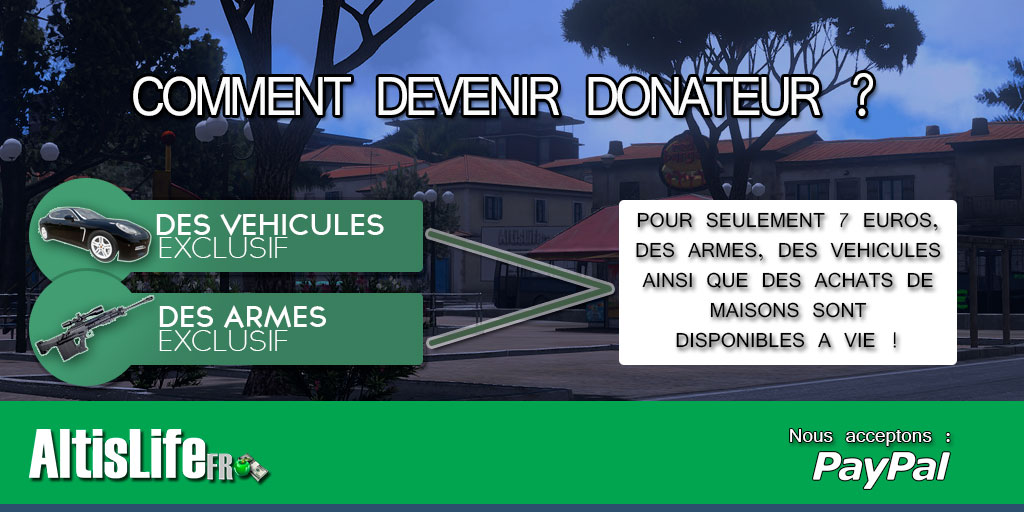 COMMENT DEVENIR DONATEUR ?
DES VEHICULES
EXCLUSIF
DES ARMES
EXCLUSIF
POUR SEULEMENT 7 EUROS,
DES ARMES, DES VEHICULES
AINSI QUE DES ACHATS DE
MAISONS SONT
DISPONIBLES A VIE !
AltisLife
AltisLifeFR
Nous acceptons :
PayPal